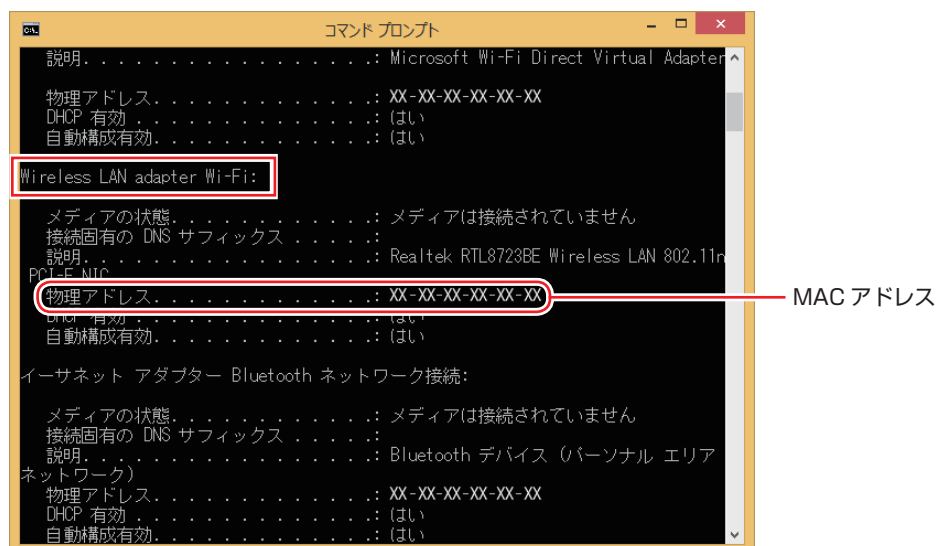 コマンド プロンプト
説明. . . . . . . . . . . . . . . . . .: Microsoft Wi-Fi Direct Virtual Adapter
物理アドレス. . . . . . . . . . . . . .: XX-XX-XX-XX-XX-XX
DHCP 有効 . . . . . . . . . . . . . . .: はい
自動構成有効. . . . . . . . . . . . . .: はい
Wireless LAN adapter Wi-Fi:
メディアの状態. . . . . . . . . . . . .: メディアは接続されていません
接続固有の DNS サフィックス . . . . . .:
説明. . . . . . . . . . . . . . . . . .: Realtek RTL8723BE Wireless LAN 802.11n
PCI-E NIC
物理アドレス. . . . . . . . . . . . . .: XX-XX-XX-XX-XX-XX
MAC アドレス
DHCP 有効 . . . . . . . . . . . . . . .: はい
自動構成有効. . . . . . . . . . . . . .: はい
イーサネット アダプター Bluetooth ネットワーク接続:
メディアの状態. . . . . . . . . . . . .: メディアは接続されていません
接続固有の DNS サフィックス . . . . . .:
説明. . . . . . . . . . . . . . . . . .: Bluetooth デバイス (パーソナル エリア
ネットワーク)
物理アドレス. . . . . . . . . . . . . .: XX-XX-XX-XX-XX-XX
DHCP 有効 . . . . . . . . . . . . . . .: はい
自動構成有効. . . . . . . . . . . . . .: はい